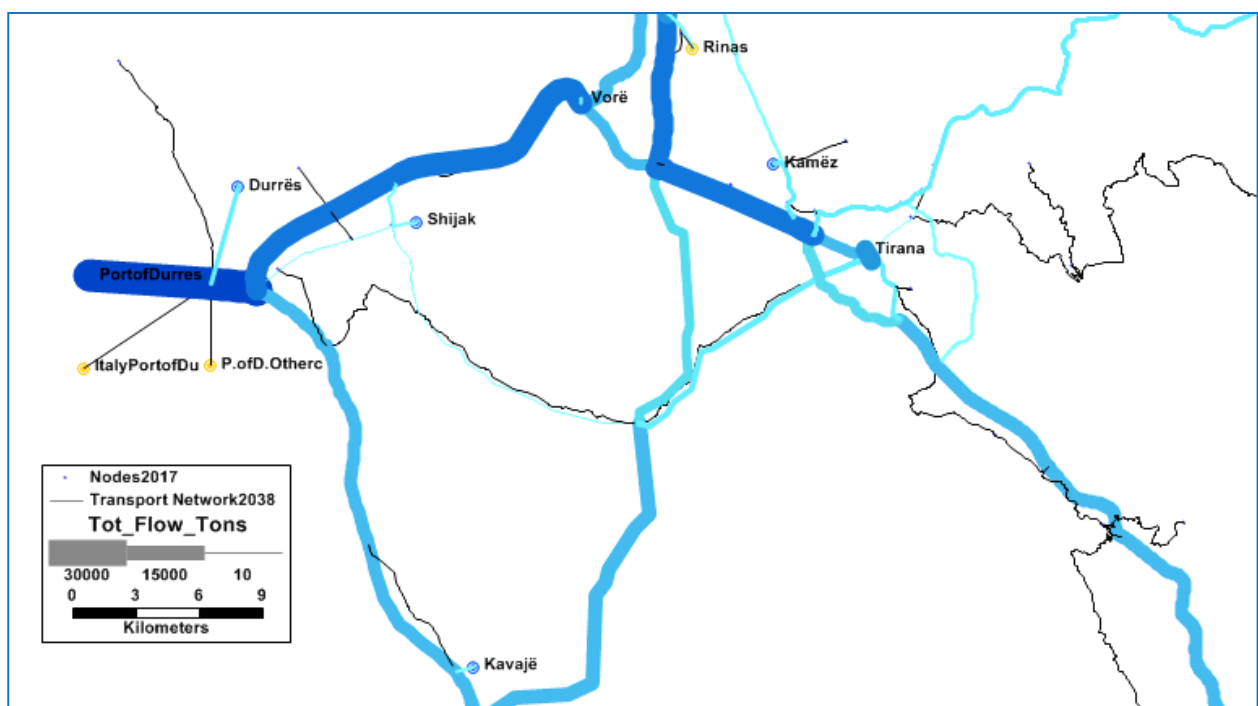 Rinas
Vorë
Kamëz
Durrës
Shijak
Tirana
PortofDurres
ItalyPortofDu
P.ofD.Otherc
Nodes2017
Transport Network2038
Tot_Flow_Tons
30000 15000 10
0 3 6 9
Kilometers
Kavajë